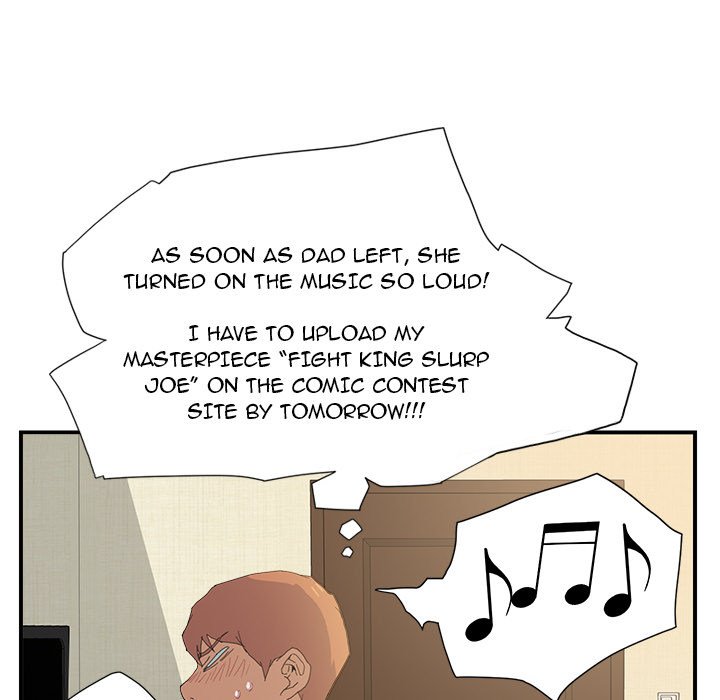 AS SOON AS DAD LEFT, SHE
TURNED ON THE MUSIC SO LOUD!
I HAVE TO UPLOAD MY
MASTERPIECE “FIGHT KING SLURP
JOE” ON THE COMIC CONTEST
SITE BY TOMORROW!!!